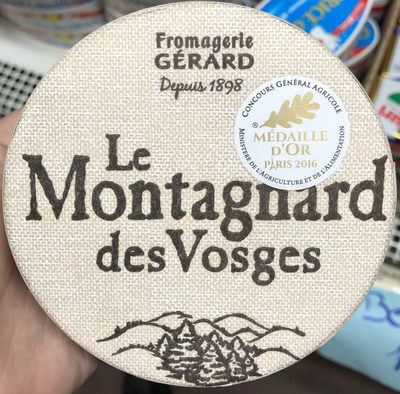 Fromagerie
GÉRARD
Depuis 1898
CONCOURS GÉNÉRAL AGRICOLE
®
MÉDAILLE
D'OR
PARIS 2016
MINISTÈRE DE L'AGRICULTURE ET DE L'ALIMENTATION
Le
Montagnard
des Vosges